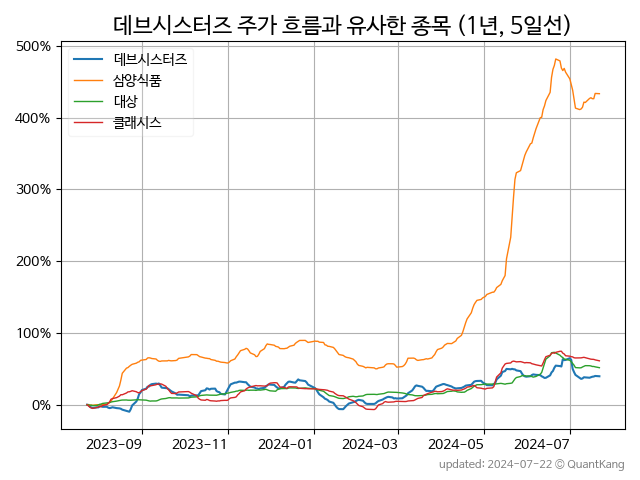 데브시스터즈 주가 흐름과 유사한 종목 (1년, 5일선)
500%
400%
300%
200%
100%
0%
데브시스터즈
삼양식품
대상
클래시스
2023-09 2023-11 2024-01 2024-03 2024-05 2024-07
updated: 2024-07-22 © QuantKang